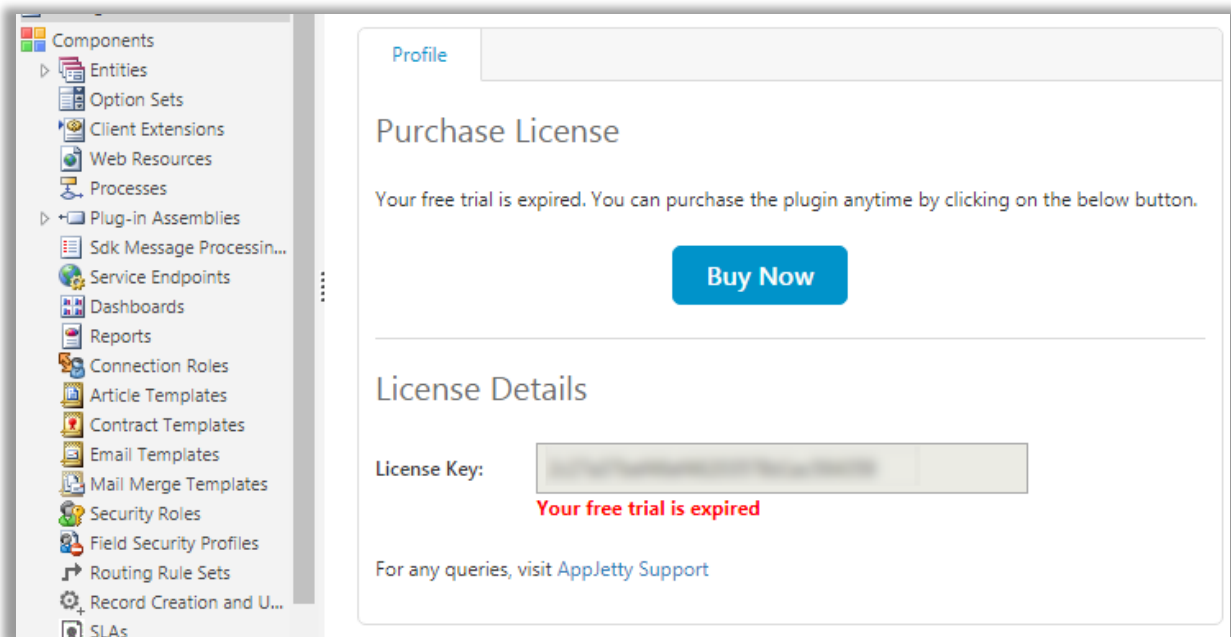 Components
Entities
Option Sets
Client Extensions
Web Resources
Processes
Plug-in Assemblies
Sdk Message Processin...
Service Endpoints
Dashboards
Reports
Connection Roles
Article Templates
Contract Templates
Email Templates
Mail Merge Templates
Security Roles
Field Security Profiles
Routing Rule Sets
Record Creation and U...
SLAs
Profile
Purchase License
Your free trial is expired. You can purchase the plugin anytime by clicking on the below button.
Buy Now
License Details
License Key:
Your free trial is expired
For any queries, visit AppJetty Support